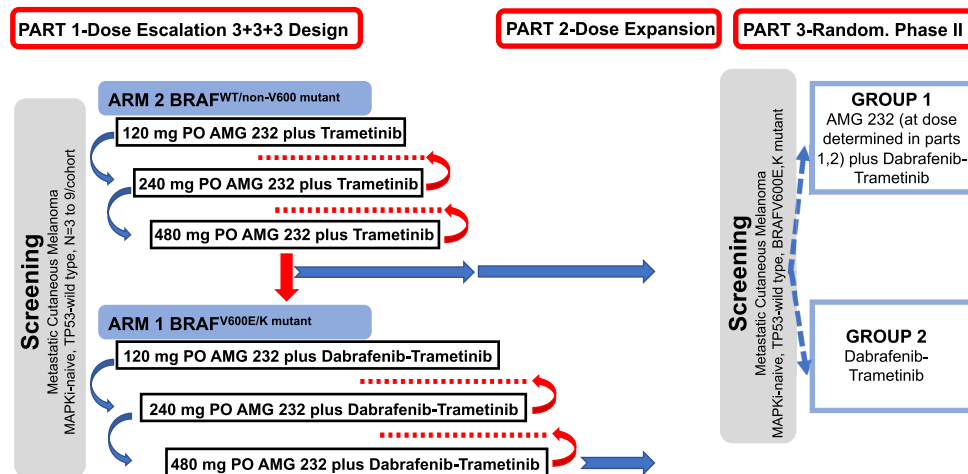 PART 1-Dose Escalation 3+3+3 Design
PART 2-Dose Expansion
PART 3-Random. Phase II
Screening
Metastatic Cutaneous Melanoma
MAPKi-naive, TP53-wild type, N=3 to 9/cohort
ARM 2 BRAFWT/non-V600 mutant
120 mg PO AMG 232 plus Trametinib
240 mg PO AMG 232 plus Trametinib
480 mg PO AMG 232 plus Trametinib
ARM 1 BRAFV600E/K mutant
120 mg PO AMG 232 plus Dabrafenib-Trametinib
240 mg PO AMG 232 plus Dabrafenib-Trametinib
480 mg PO AMG 232 plus Dabrafenib-Trametinib
Screening
Metastatic Cutaneous Melanoma
MAPKi-naive, TP53-wild type, BRAFV600E,K mutant
GROUP 1
AMG 232 (at dose
determined in parts
1,2) plus Dabrafenib-
Trametinib
GROUP 2
Dabrafenib-
Trametinib